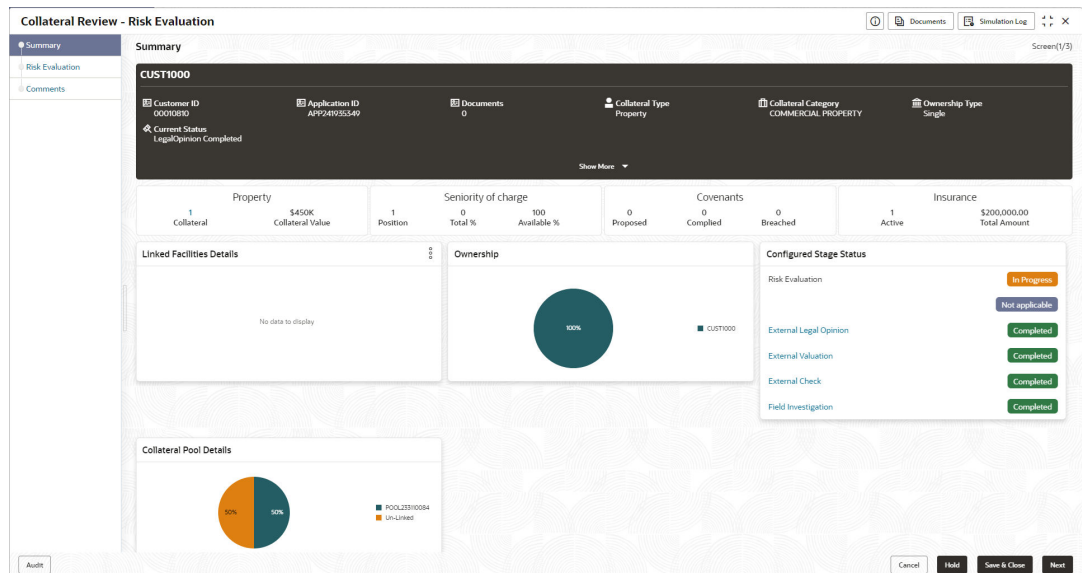 Collateral Review - Risk Evaluation
Documents
Simulation Log
Summary
Risk Evaluation
Comments
Summary
Screen(1/3)
CUST1000
Customer ID
00010810
Application ID
APP241935349
Documents
0
Collateral Type
Property
Collateral Category
COMMERCIAL PROPERTY
Ownership Type
Single
Current Status
LegalOpinion Completed
Show More
Property
1
Collateral
$450K
Collateral Value
Seniority of charge
1
Position
0
Total %
100
Available %
Covenants
0
Proposed
0
Complied
0
Breached
Insurance
1
Active
$200,000.00
Total Amount
Linked Facilities Details
No data to display
Ownership
100%
CUST1000
Configured Stage Status
Risk Evaluation
In Progress
Not applicable
External Legal Opinion
Completed
External Valuation
Completed
External Check
Completed
Field Investigation
Completed
Collateral Pool Details
50%
50%
POOL233110084
Un-Linked
Audit
Cancel
Hold
Save & Close
Next